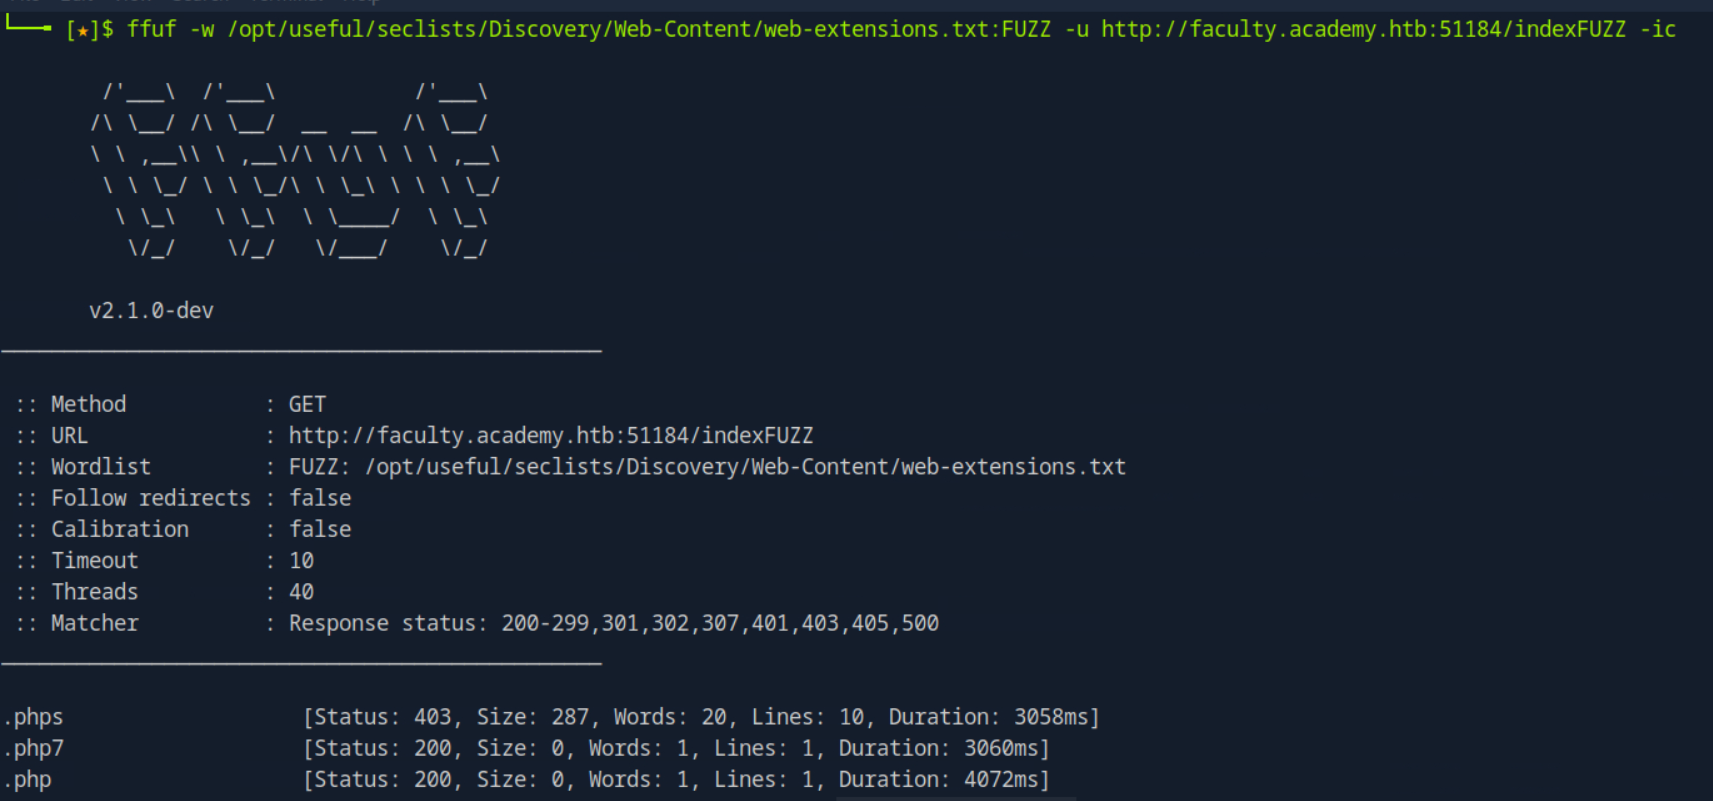 [★]$ ffuf -w /opt/useful/seclists/Discovery/Web-Content/web-extensions.txt:FUZZ -u http://faculty.academy.htb:51184/indexFUZZ -ic
        /'___\  /'___\           /'___\
       /\ \__/ /\ \__/  __  __  /\ \__/
       \ \ ,__\\ \ ,__\/\ \/\ \ \ \ ,__\
        \ \ \_/ \ \ \_/\ \ \_\ \ \ \ \_/
         \ \_\   \ \_\  \ \____/  \ \_\
          \/_/    \/_/   \/___/    \/_/
v2.1.0-dev
________________________________________________
:: Method           : GET
:: URL              : http://faculty.academy.htb:51184/indexFUZZ
:: Wordlist         : FUZZ: /opt/useful/seclists/Discovery/Web-Content/web-extensions.txt
:: Follow redirects : false
:: Calibration      : false
:: Timeout          : 10
:: Threads          : 40
:: Matcher          : Response status: 200-299,301,302,307,401,403,405,500
________________________________________________
.phps                   [Status: 403, Size: 287, Words: 20, Lines: 10, Duration: 3058ms]
.php7                   [Status: 200, Size: 0, Words: 1, Lines: 1, Duration: 3060ms]
.php                    [Status: 200, Size: 0, Words: 1, Lines: 1, Duration: 4072ms]